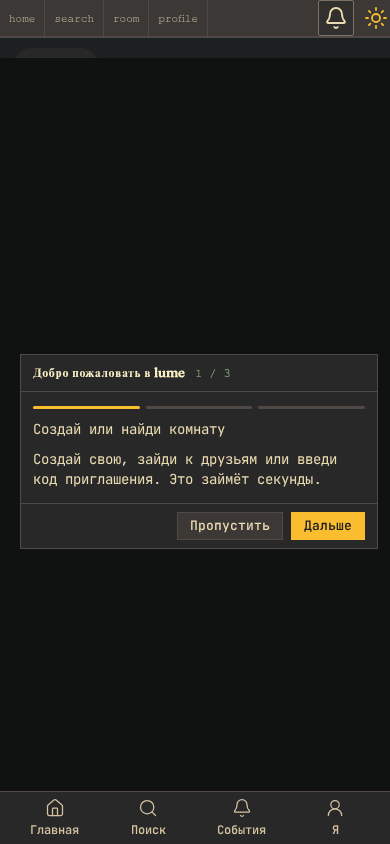 home search room profile
Добро пожаловать в lume 1 / 3
Создай или найди комнату
Создай свою, зайди к друзьям или введи
код приглашения. Это займёт секунды.
Пропустить Дальше
Главная Поиск События Я